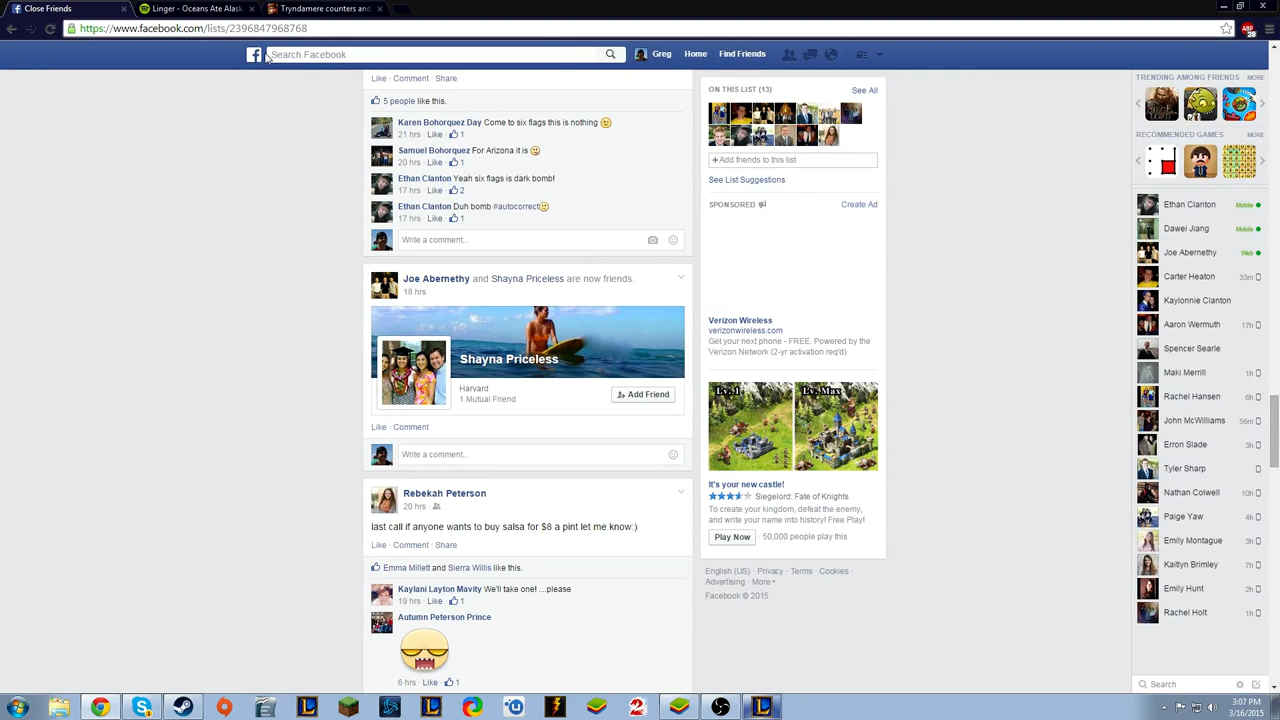 Close Friends
Linger - Oceans Ate Alask
Tryndamere counters and
https://www.facebook.com/lists/2396847968768
ABP
28
Search Facebook
Greg
Home
Find Friends
Like · Comment · Share
5 people like this.
Karen Bohorquez Day Come to six flags this is nothing
21 hrs · Like · 1
Samuel Bohorquez For Arizona it is
20 hrs · Like · 1
Ethan Clanton Yeah six flags is dark bomb!
17 hrs · Like · 2
Ethan Clanton Duh bomb #autocorrect
17 hrs · Like · 1
Write a comment...
Joe Abernethy and Shayna Priceless are now friends.
18 hrs
Shayna Priceless
Harvard
1 Mutual Friend
Add Friend
Like · Comment
Write a comment...
Rebekah Peterson
20 hrs ·
last call if anyone wants to buy salsa for $8 a pint let me know:)
Like · Comment · Share
Emma Millett and Sierra Willis like this.
Kaylani Layton Mavity We'll take one! ....please
19 hrs · Like · 1
Autumn Peterson Prince
6 hrs · Like · 1
ON THIS LIST (13)
See All
+ Add friends to this list
See List Suggestions
SPONSORED
Create Ad
Verizon Wireless
verizonwireless.com
Get your next phone - FREE. Powered by the
Verizon Network (2-yr activation req'd)
Lv. 1
Lv. Max
It's your new castle!
Siegelord: Fate of Knights
To create your kingdom, defeat the enemy,
and write your name into history! Free Play!
Play Now · 50,000 people play this
English (US) · Privacy · Terms · Cookies ·
Advertising · More
Facebook © 2015
TRENDING AMONG FRIENDS
MORE
RECOMMENDED GAMES
MORE
Ethan Clanton Mobile
Dawei Jiang Mobile
Joe Abernethy Web
Carter Heaton 33m
Kaylonnie Clanton
Aaron Wermuth 17h
Spencer Searle
Maki Merrill 1h
Rachel Hansen 6h
John McWilliams 56m
Erron Slade 3h
Tyler Sharp
Nathan Colwell 10h
Paige Yaw 4h
Emily Montague 3h
Kaitlyn Brimley 7h
Emily Hunt 2h
Rachel Holt 1h
Search
3:07 PM
3/16/2015